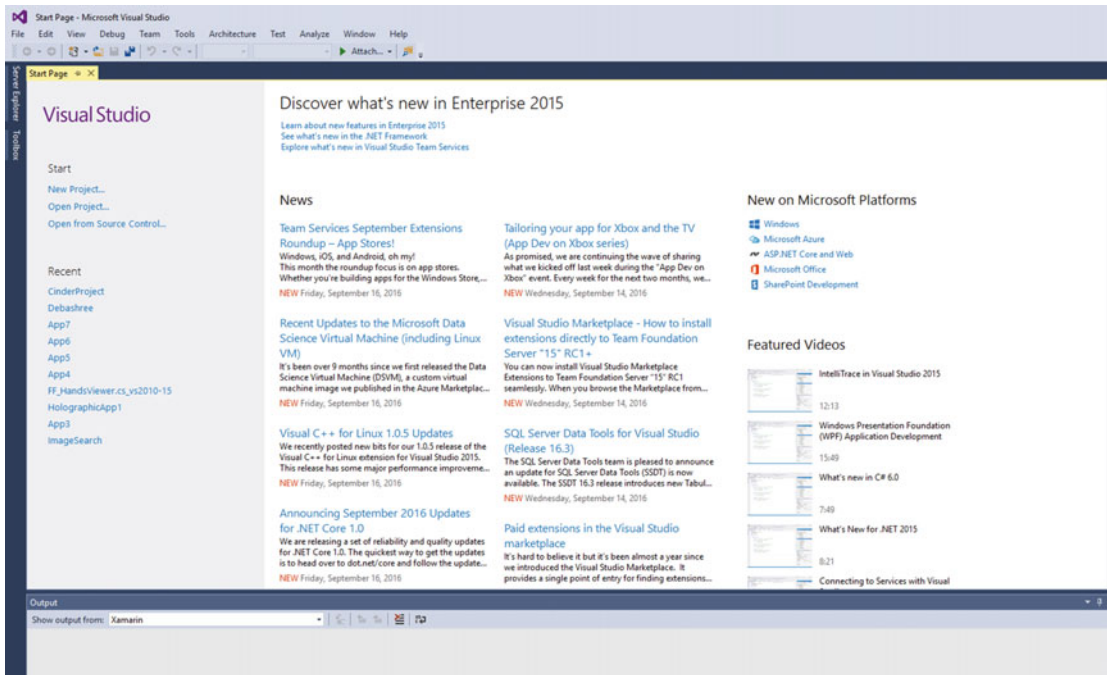 Start Page - Microsoft Visual Studio
File Edit View Debug Team Tools Architecture Test Analyze Window Help
Attach...
Server Explorer
Toolbox
Start Page
Visual Studio
Start
New Project...
Open Project...
Open from Source Control...
Recent
CinderProject
Debashree
App7
App6
App5
App4
FF_HandsViewer.cs_vs2010-15
HolographicApp1
App3
ImageSearch
Discover what's new in Enterprise 2015
Learn about new features in Enterprise 2015
See what's new in the .NET Framework
Explore what's new in Visual Studio Team Services
News
Team Services September Extensions
Roundup – App Stores!
Windows, iOS, and Android, oh my!
This month the roundup focus is on app stores.
Whether you're building apps for the Windows Store,...
NEW Friday, September 16, 2016
Recent Updates to the Microsoft Data
Science Virtual Machine (including Linux
VM)
It's been over 9 months since we first released the Data
Science Virtual Machine (DSVM), a custom virtual
machine image we published in the Azure Marketplac...
NEW Friday, September 16, 2016
Visual C++ for Linux 1.0.5 Updates
We recently posted new bits for our 1.0.5 release of the
Visual C++ for Linux extension for Visual Studio 2015.
This release has some major performance improveme...
NEW Friday, September 16, 2016
Announcing September 2016 Updates
for .NET Core 1.0
We are releasing a set of reliability and quality updates
for .NET Core 1.0. The quickest way to get the updates
is to head over to dot.net/core and follow the update...
NEW Friday, September 16, 2016
Tailoring your app for Xbox and the TV
(App Dev on Xbox series)
As promised, we are continuing the wave of sharing
what we kicked off last week during the "App Dev on
Xbox" event. Every week for the next two months, we...
NEW Wednesday, September 14, 2016
Visual Studio Marketplace - How to install
extensions directly to Team Foundation
Server "15" RC1+
You can now install Visual Studio Marketplace
Extensions to Team Foundation Server "15" RC1
seamlessly. When you browse the Marketplace from...
NEW Wednesday, September 14, 2016
SQL Server Data Tools for Visual Studio
(Release 16.3)
The SQL Server Data Tools team is pleased to announce
an update for SQL Server Data Tools (SSDT) is now
available. The SSDT 16.3 release introduces new Tabul...
NEW Wednesday, September 14, 2016
Paid extensions in the Visual Studio
marketplace
It's hard to believe it but it's been almost a year since
we introduced the Visual Studio Marketplace. It
provides a single point of entry for finding extensions...
New on Microsoft Platforms
Windows
Microsoft Azure
ASP.NET Core and Web
Microsoft Office
SharePoint Development
Featured Videos
IntelliTrace in Visual Studio 2015
12:13
Windows Presentation Foundation
(WPF) Application Development
15:49
What's new in C# 6.0
7:49
What's New for .NET 2015
8:21
Connecting to Services with Visual
Output
Show output from: Xamarin